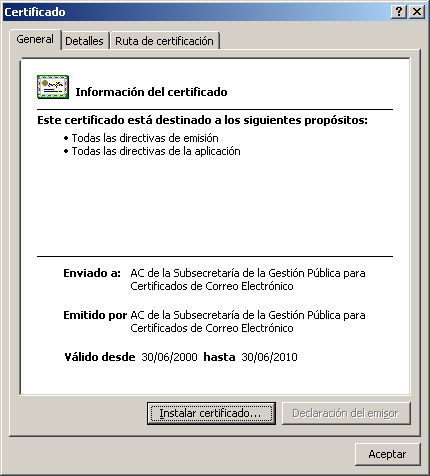 Certificado
General
Detalles
Ruta de certificación
Información del certificado
Este certificado está destinado a los siguientes propósitos:
• Todas las directivas de emisión
• Todas las directivas de la aplicación
Enviado a: AC de la Subsecretaría de la Gestión Pública para
Certificados de Correo Electrónico
Emitido por AC de la Subsecretaría de la Gestión Pública para
Certificados de Correo Electrónico
Válido desde 30/06/2000 hasta 30/06/2010
Instalar certificado...
Declaración del emisor
Aceptar